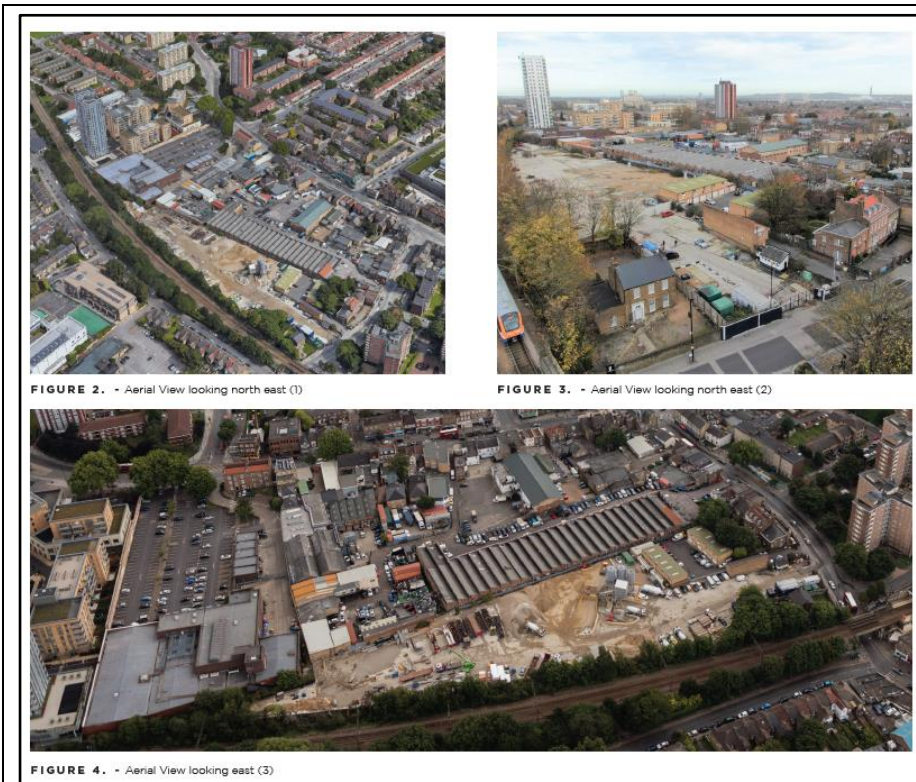 FIGURE 2. - Aerial View looking north east (1)
FIGURE 3. - Aerial View looking north east (2)
FIGURE 4. - Aerial View looking east (3)